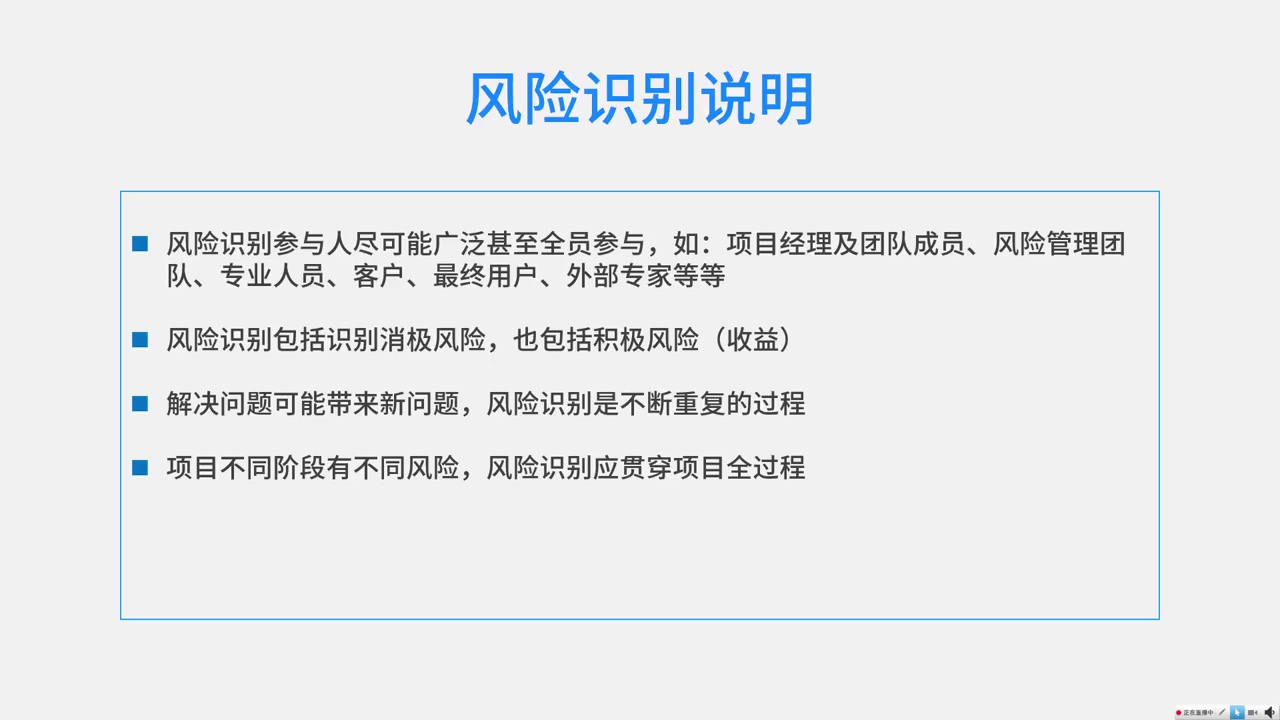 风险识别说明
风险识别参与人尽可能广泛甚至全员参与，如：项目经理及团队成员、风险管理团
队、专业人员、客户、最终用户、外部专家等等
风险识别包括识别消极风险，也包括积极风险（收益）
解决问题可能带来新问题，风险识别是不断重复的过程
项目不同阶段有不同风险，风险识别应贯穿项目全过程
正在直播中